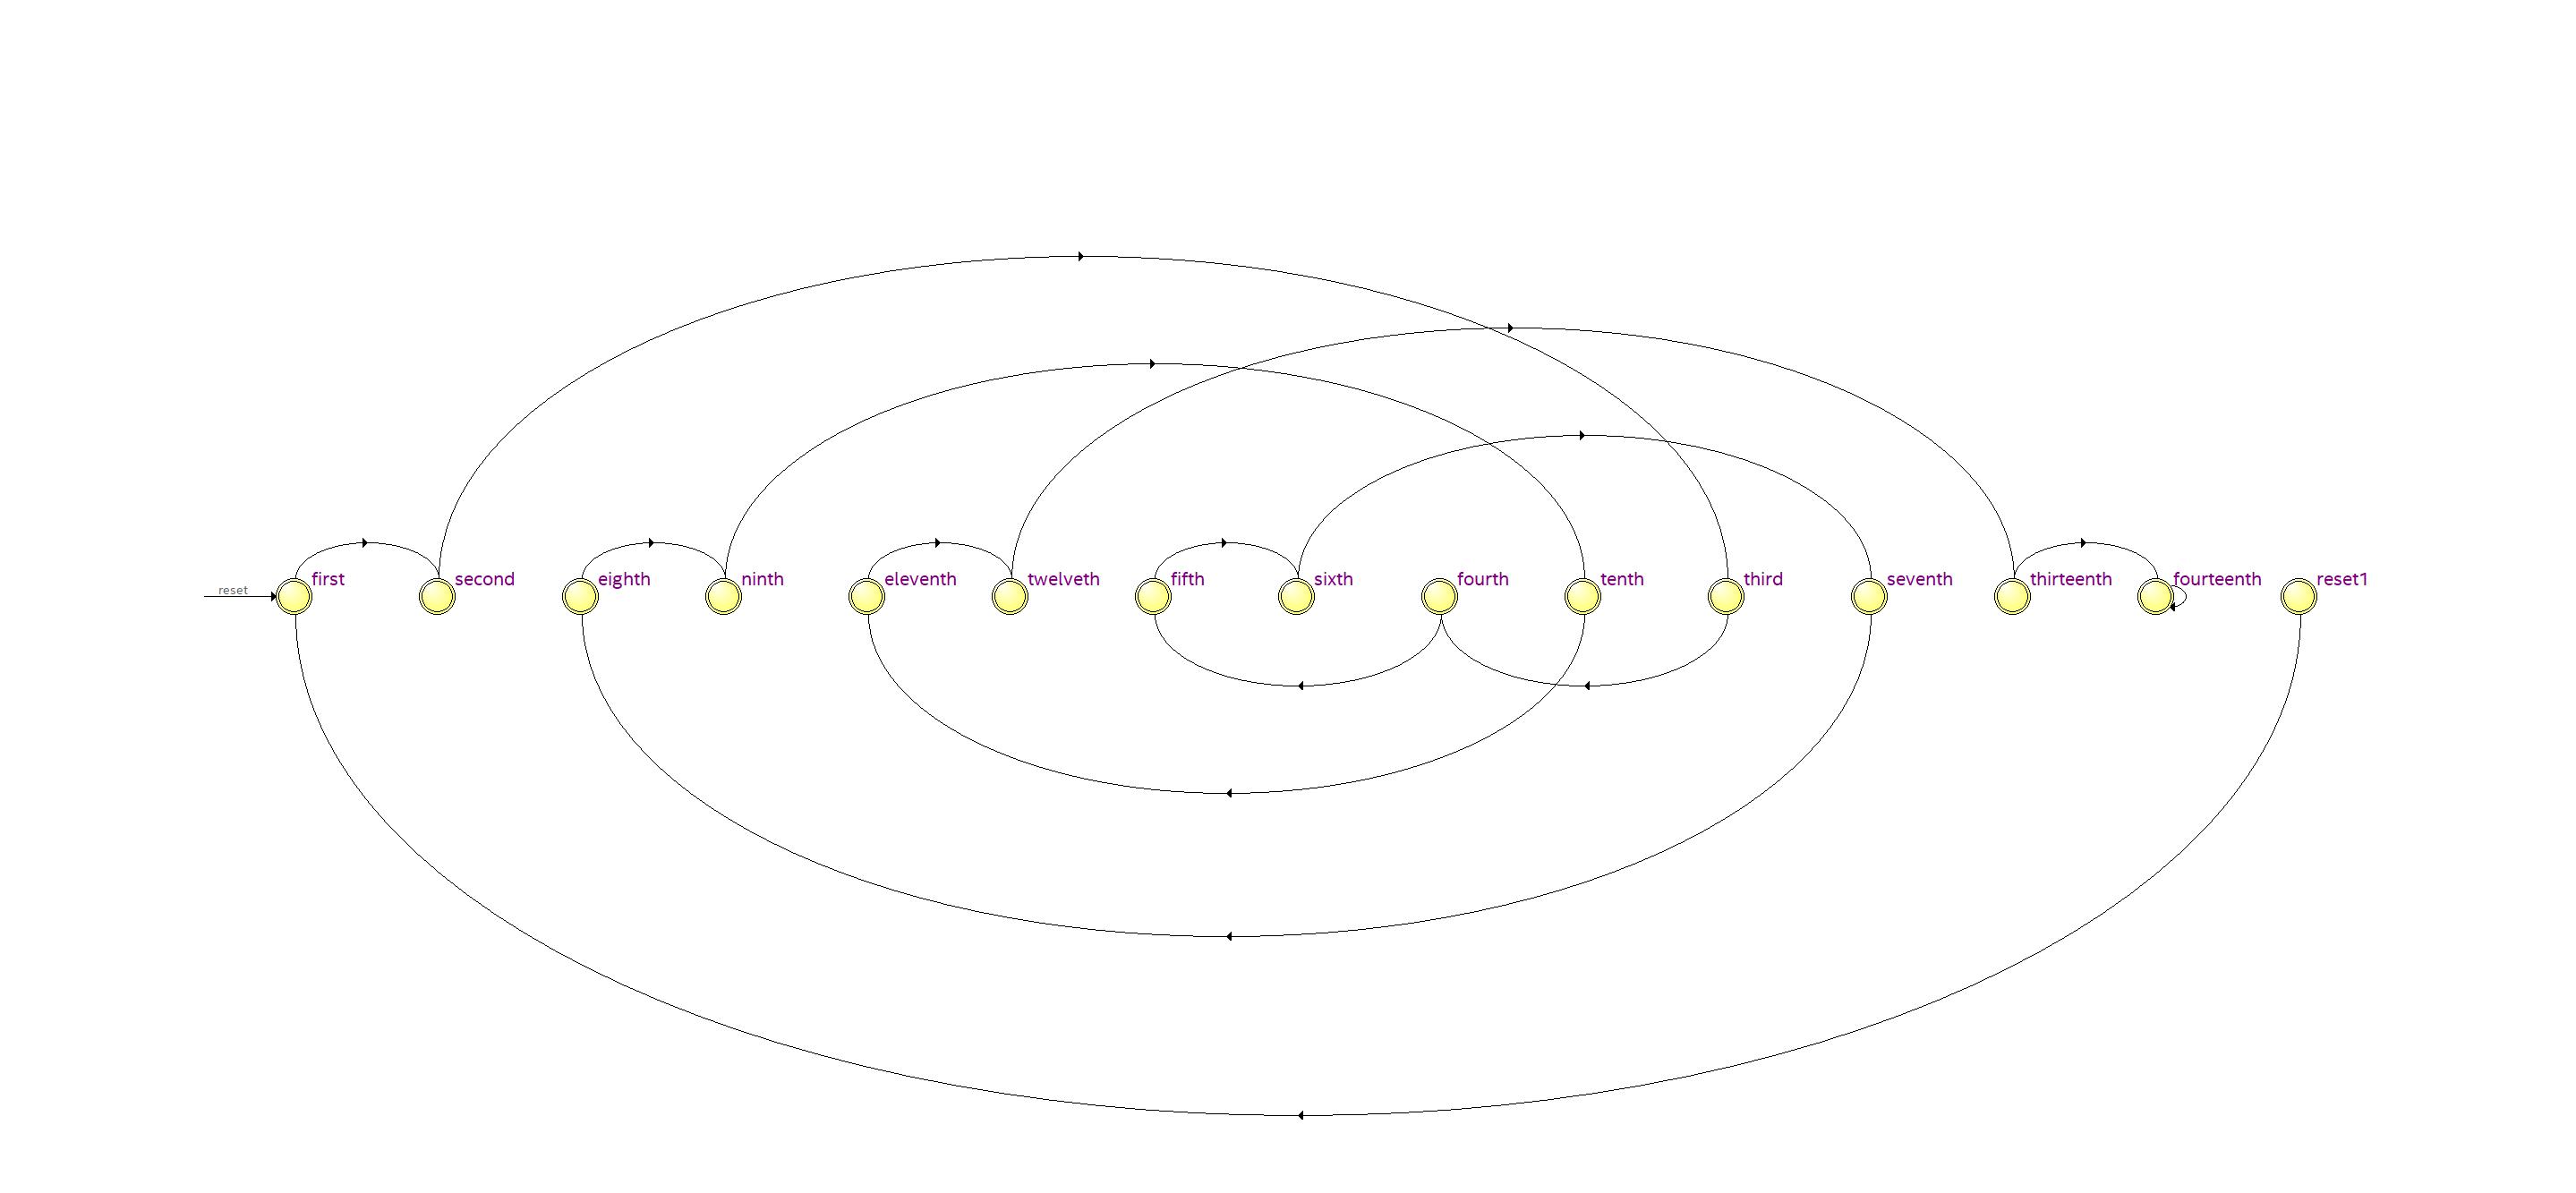 reset
first
second
eighth
ninth
eleventh
twelveth
fifth
sixth
fourth
tenth
third
seventh
thirteenth
fourteenth
reset1